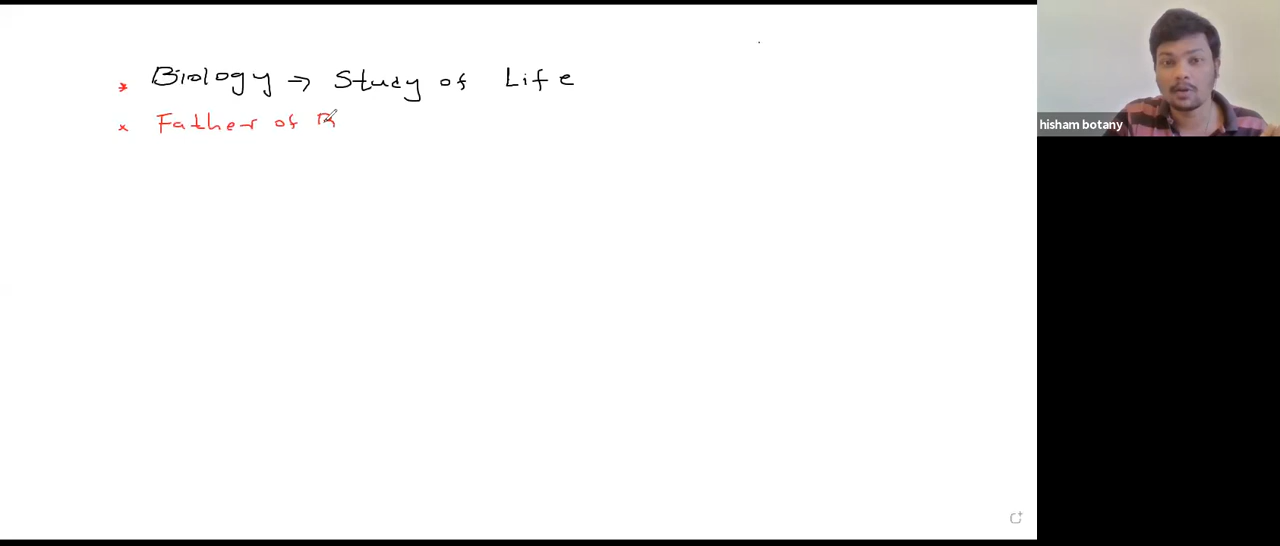 * Biology → Study of Life
* Father of
hisham botany